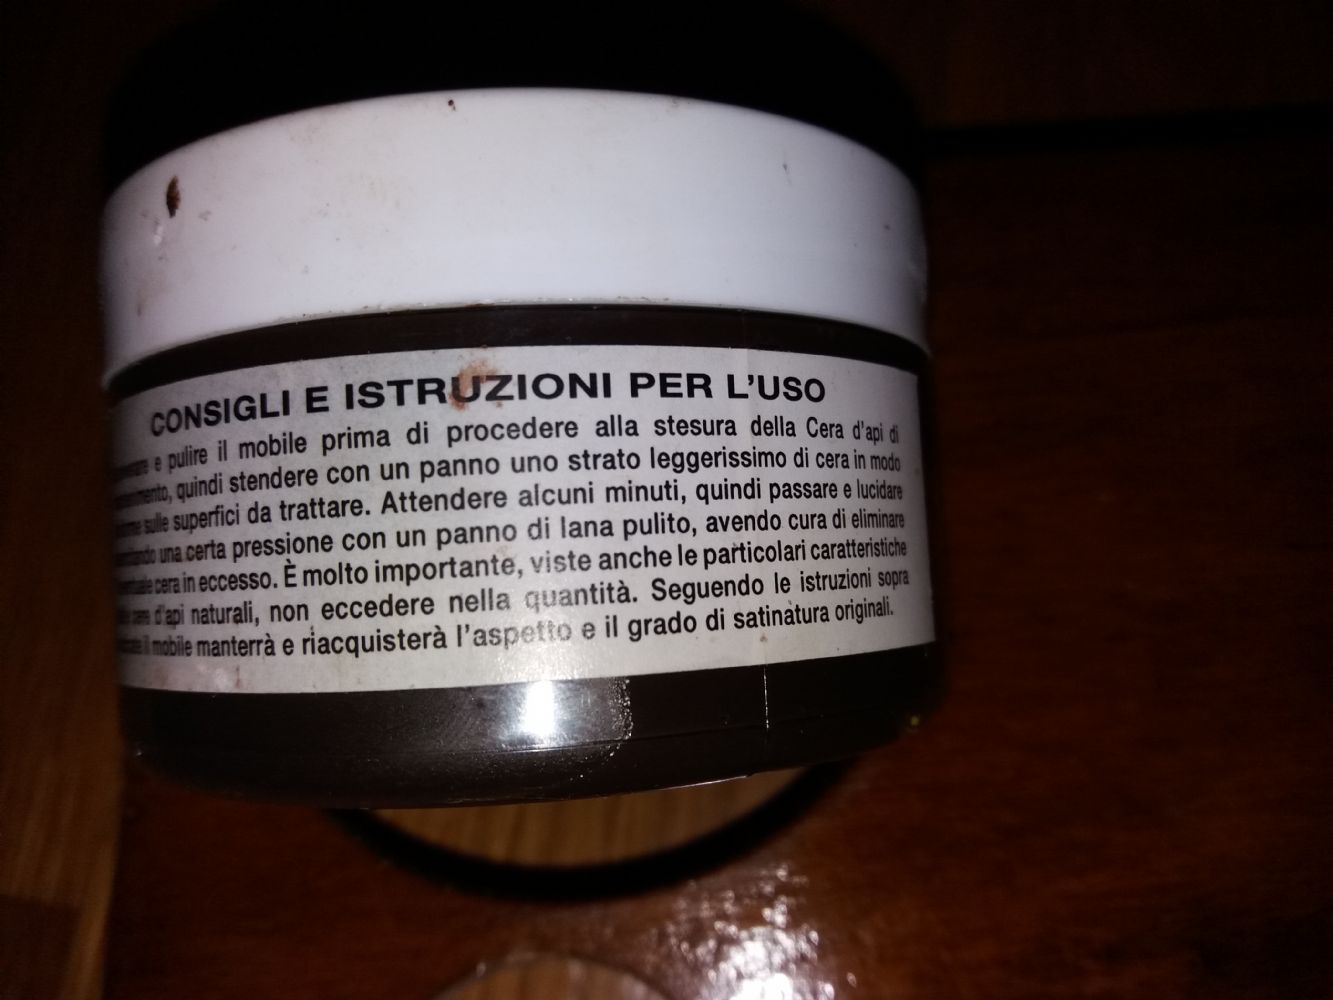 CONSIGLI E ISTRUZIONI PER L'USO
e pulire il mobile prima di procedere alla stesura della Cera d'api di
quindi stendere con un panno uno strato leggerissimo di cera in modo
sulle superfici da trattare. Attendere alcuni minuti, quindi passare e lucidare
una certa pressione con un panno di lana pulito, avendo cura di eliminare
cera in eccesso. È molto importante, viste anche le particolari caratteristiche
d'api naturali, non eccedere nella quantità. Seguendo le istruzioni sopra
il mobile manterrà e riacquisterà l'aspetto e il grado di satinatura originali.